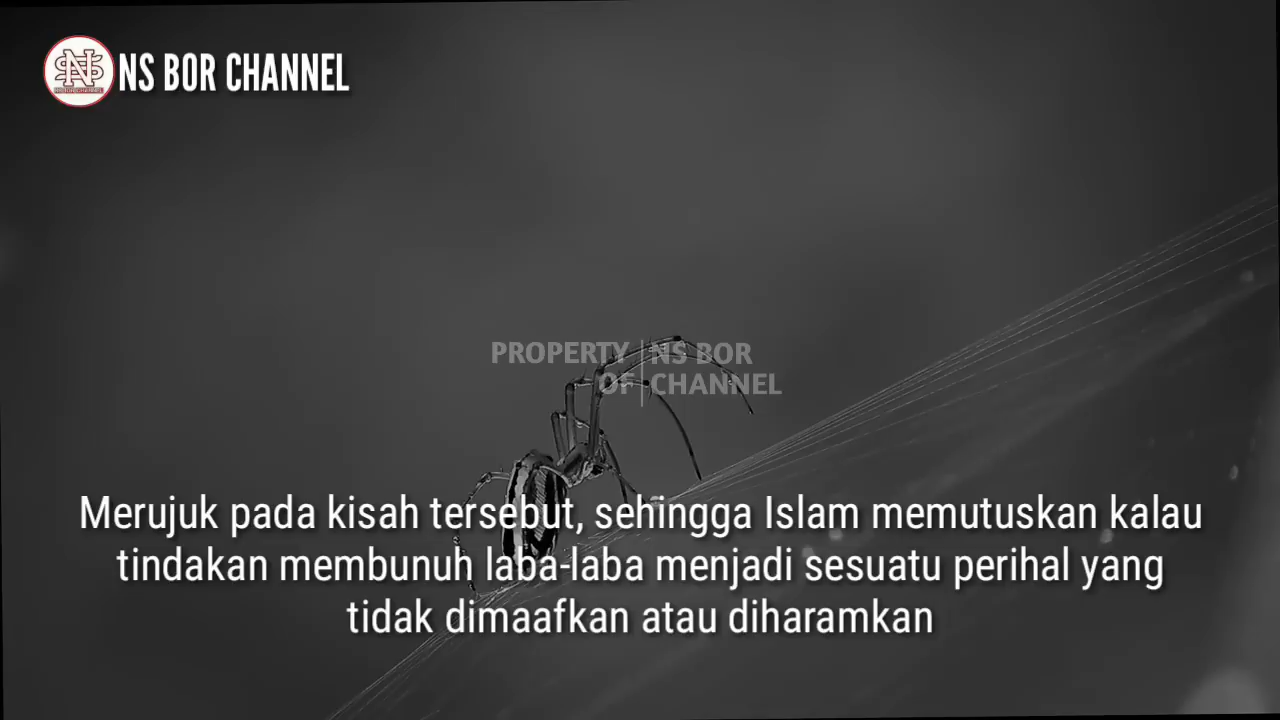 NS BOR CHANNEL
PROPERTY NS BOR
OF CHANNEL
Merujuk pada kisah tersebut, sehingga Islam memutuskan kalau
tindakan membunuh laba-laba menjadi sesuatu perihal yang
tidak dimaafkan atau diharamkan